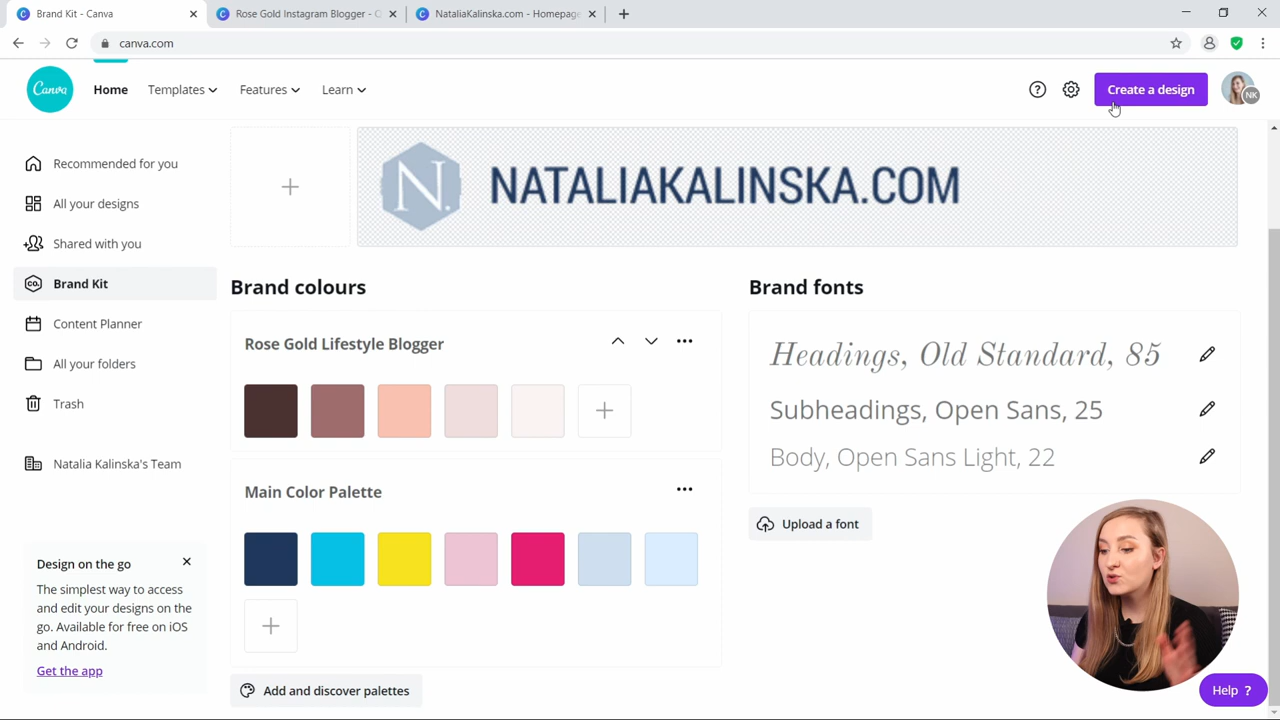 Brand Kit - Canva
Rose Gold Instagram Blogger - C
NataliaKalinska.com - Homepage
canva.com
Canva
Home
Templates
Features
Learn
Create a design
NK
Recommended for you
All your designs
Shared with you
CO.
Brand Kit
Content Planner
All your folders
Trash
Natalia Kalinska's Team
N.
NATALIAKALINSKA.COM
Brand colours
Rose Gold Lifestyle Blogger
Main Color Palette
Add and discover palettes
Brand fonts
Headings, Old Standard, 85
Subheadings, Open Sans, 25
Body, Open Sans Light, 22
Upload a font
Design on the go
The simplest way to access
and edit your designs on the
go. Available for free on iOS
and Android.
Get the app
Help ?